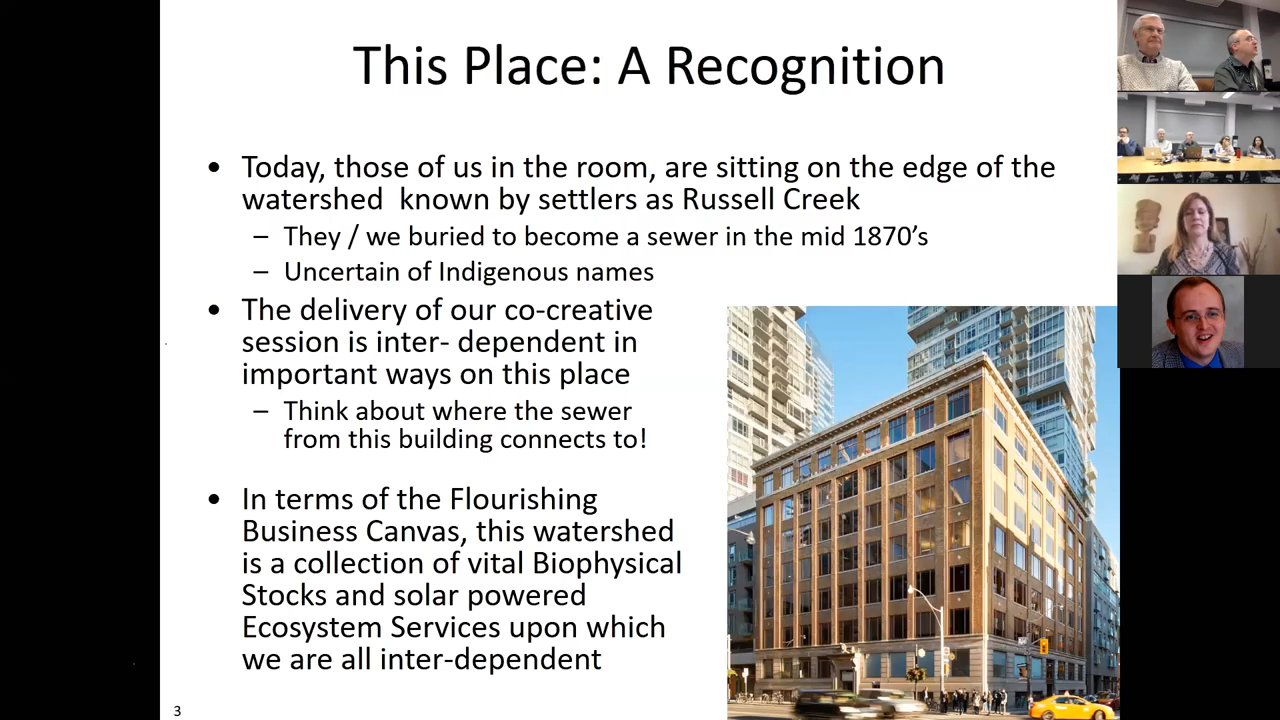 This Place: A Recognition
• Today, those of us in the room, are sitting on the edge of the
watershed known by settlers as Russell Creek
– They / we buried to become a sewer in the mid 1870’s
– Uncertain of Indigenous names
• The delivery of our co-creative
session is inter- dependent in
important ways on this place
– Think about where the sewer
from this building connects to!
• In terms of the Flourishing
Business Canvas, this watershed
is a collection of vital Biophysical
Stocks and solar powered
Ecosystem Services upon which
we are all inter-dependent
3